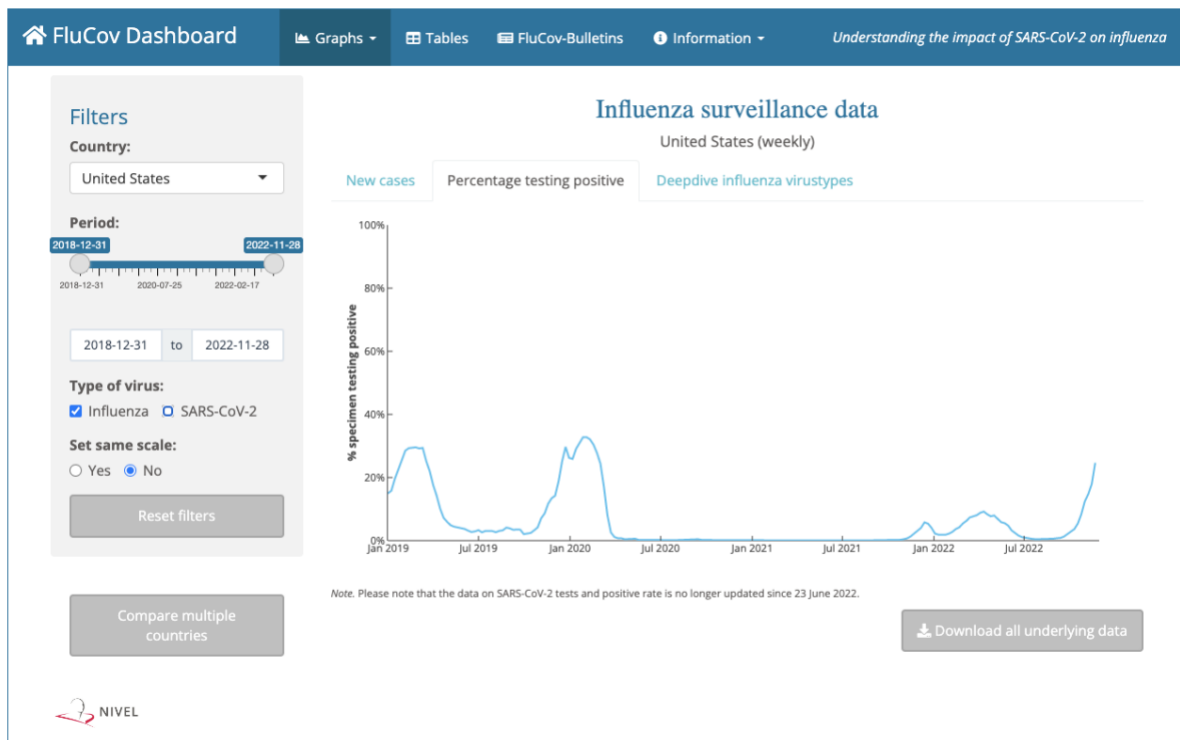 FluCov Dashboard
Graphs
Tables
FluCov-Bulletins
Information
Understanding the impact of SARS-CoV-2 on influenza
Filters
Country:
United States
Period:
2018-12-31 2022-11-28
2018-12-31 2020-07-25 2022-02-17
2018-12-31 to 2022-11-28
Type of virus:
Influenza SARS-CoV-2
Set same scale:
Yes No
Reset filters
Compare multiple
countries
NIVEL
Influenza surveillance data
United States (weekly)
New cases
Percentage testing positive
Deepdive influenza virustypes
% specimen testing positive
100%
80%
60%
40%
20%
0%
Jan 2019 Jul 2019 Jan 2020 Jul 2020 Jan 2021 Jul 2021 Jan 2022 Jul 2022
Note. Please note that the data on SARS-CoV-2 tests and positive rate is no longer updated since 23 June 2022.
Download all underlying data